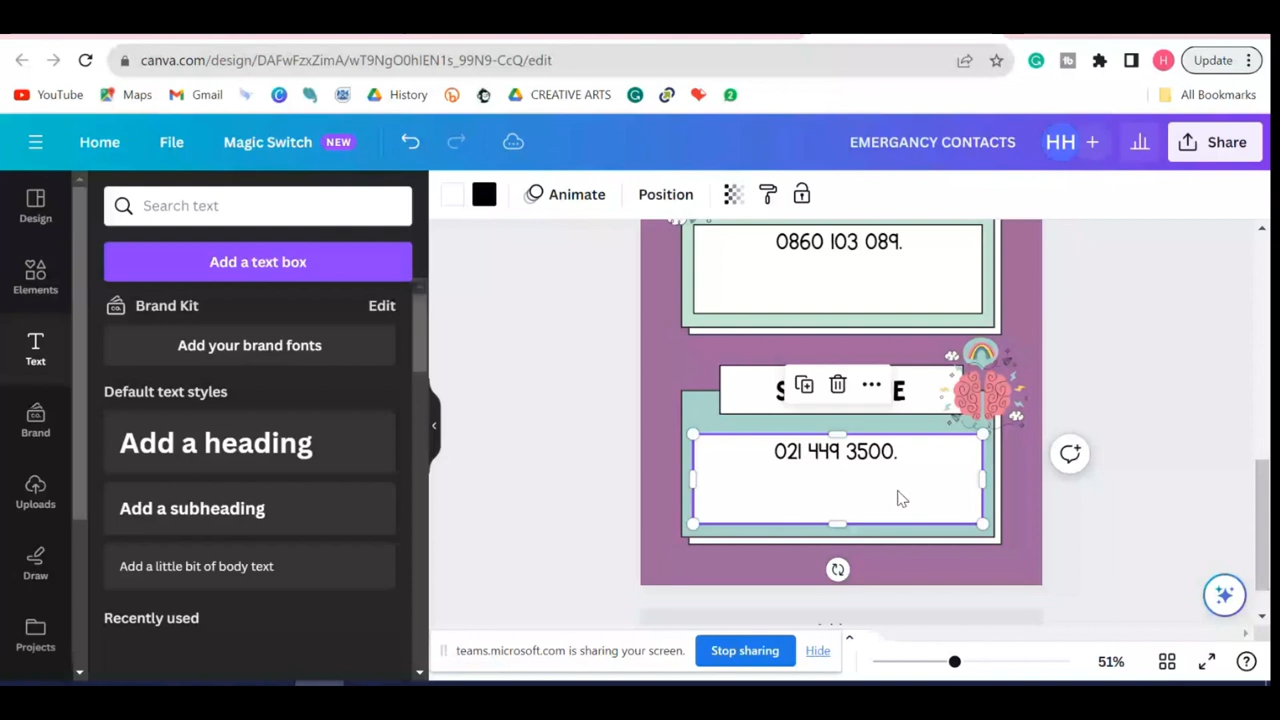 canva.com/design/DAFwFzxZimA/wT9NgO0hlEN1s_99N9-CcQ/edit
H
Update
YouTube
Maps
Gmail
History
CREATIVE ARTS
2
All Bookmarks
Home
File
Magic Switch
NEW
EMERGANCY CONTACTS
HH
+
Share
Design
Elements
Text
Brand
Uploads
Draw
Projects
Search text
Add a text box
CO.
Brand Kit
Edit
Add your brand fonts
Default text styles
Add a heading
Add a subheading
Add a little bit of body text
Recently used
Animate
Position
0860 103 089.
021 449 3500.
teams.microsoft.com is sharing your screen.
Stop sharing
Hide
51%